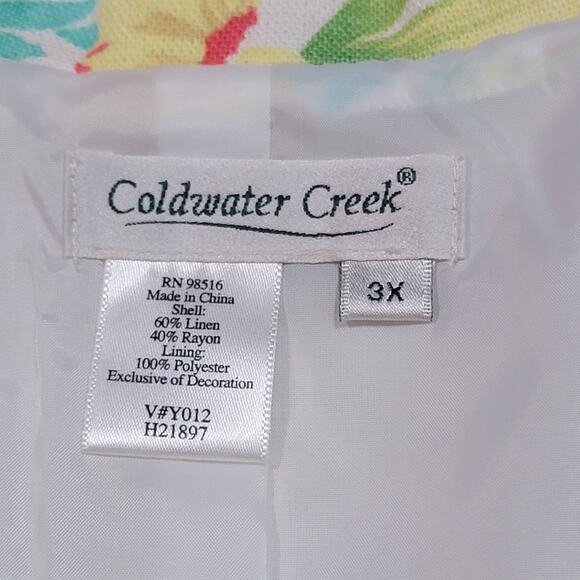 Coldwater Creek®
RN 98516
Made in China
Shell:
60% Linen
40% Rayon
Lining:
100% Polyester
Exclusive of Decoration
V#Y012
H21897
3X